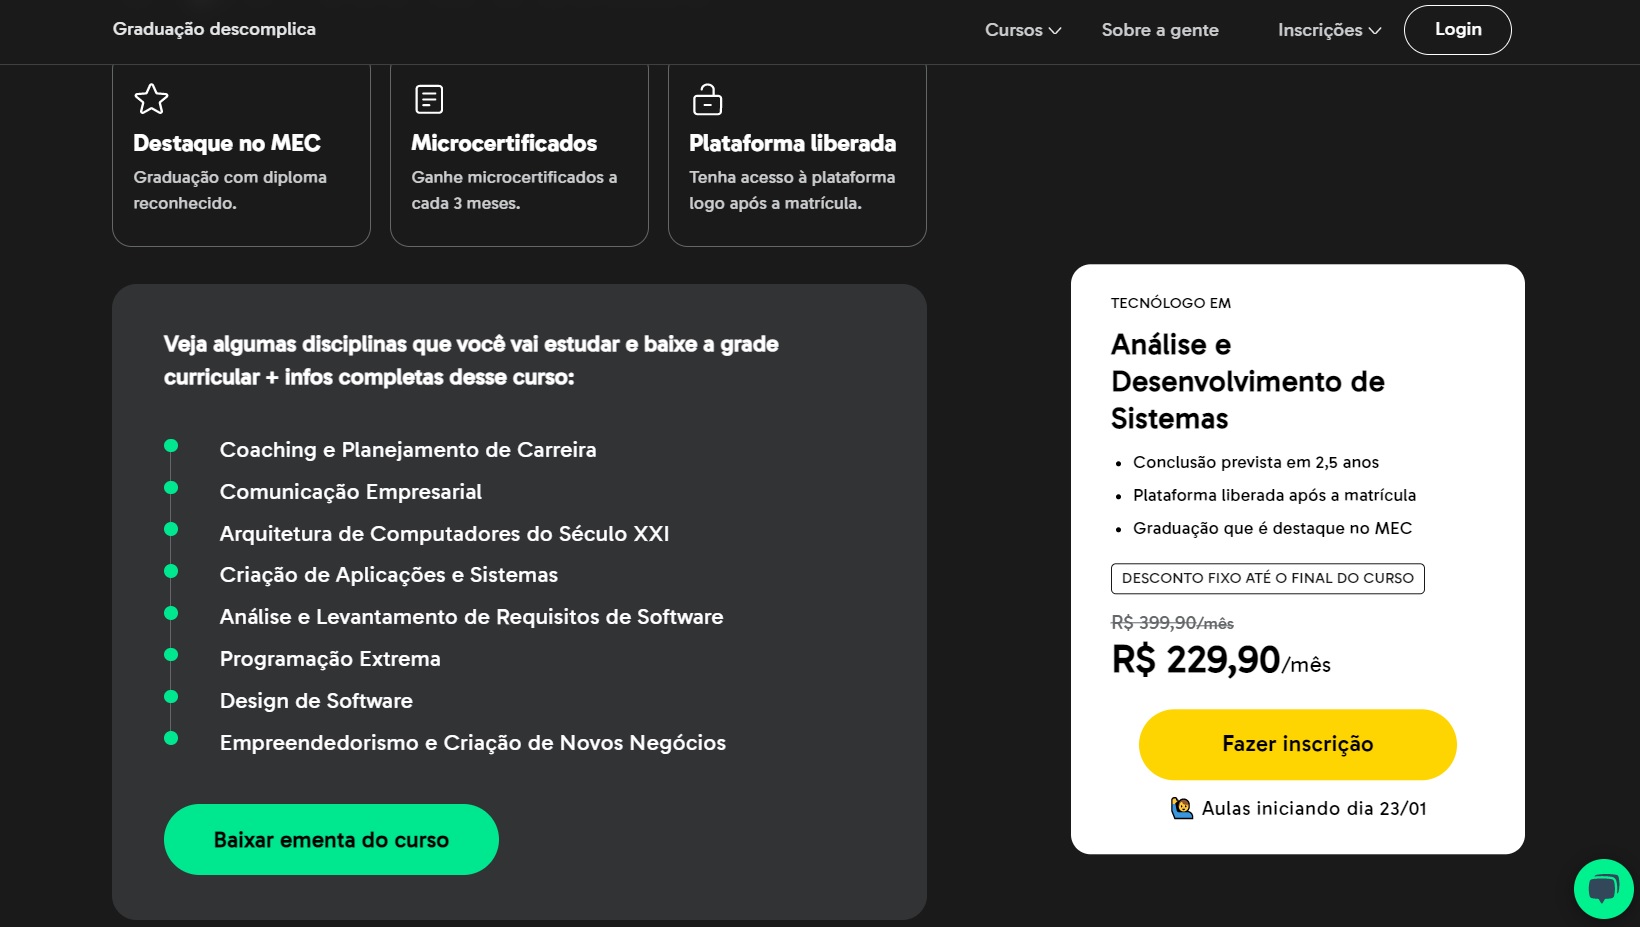 Graduação descomplica
Cursos
Sobre a gente
Inscrições
Login
Destaque no MEC
Graduação com diploma
reconhecido.
Microcertificados
Ganhe microcertificados a
cada 3 meses.
Plataforma liberada
Tenha acesso à plataforma
logo após a matrícula.
Veja algumas disciplinas que você vai estudar e baixe a grade
curricular + infos completas desse curso:
Coaching e Planejamento de Carreira
Comunicação Empresarial
Arquitetura de Computadores do Século XXI
Criação de Aplicações e Sistemas
Análise e Levantamento de Requisitos de Software
Programação Extrema
Design de Software
Empreendedorismo e Criação de Novos Negócios
Baixar ementa do curso
TECNÓLOGO EM
Análise e
Desenvolvimento de
Sistemas
• Conclusão prevista em 2,5 anos
• Plataforma liberada após a matrícula
• Graduação que é destaque no MEC
DESCONTO FIXO ATÉ O FINAL DO CURSO
R$ 399,90/mês
R$ 229,90/mês
Fazer inscrição
🙋 Aulas iniciando dia 23/01